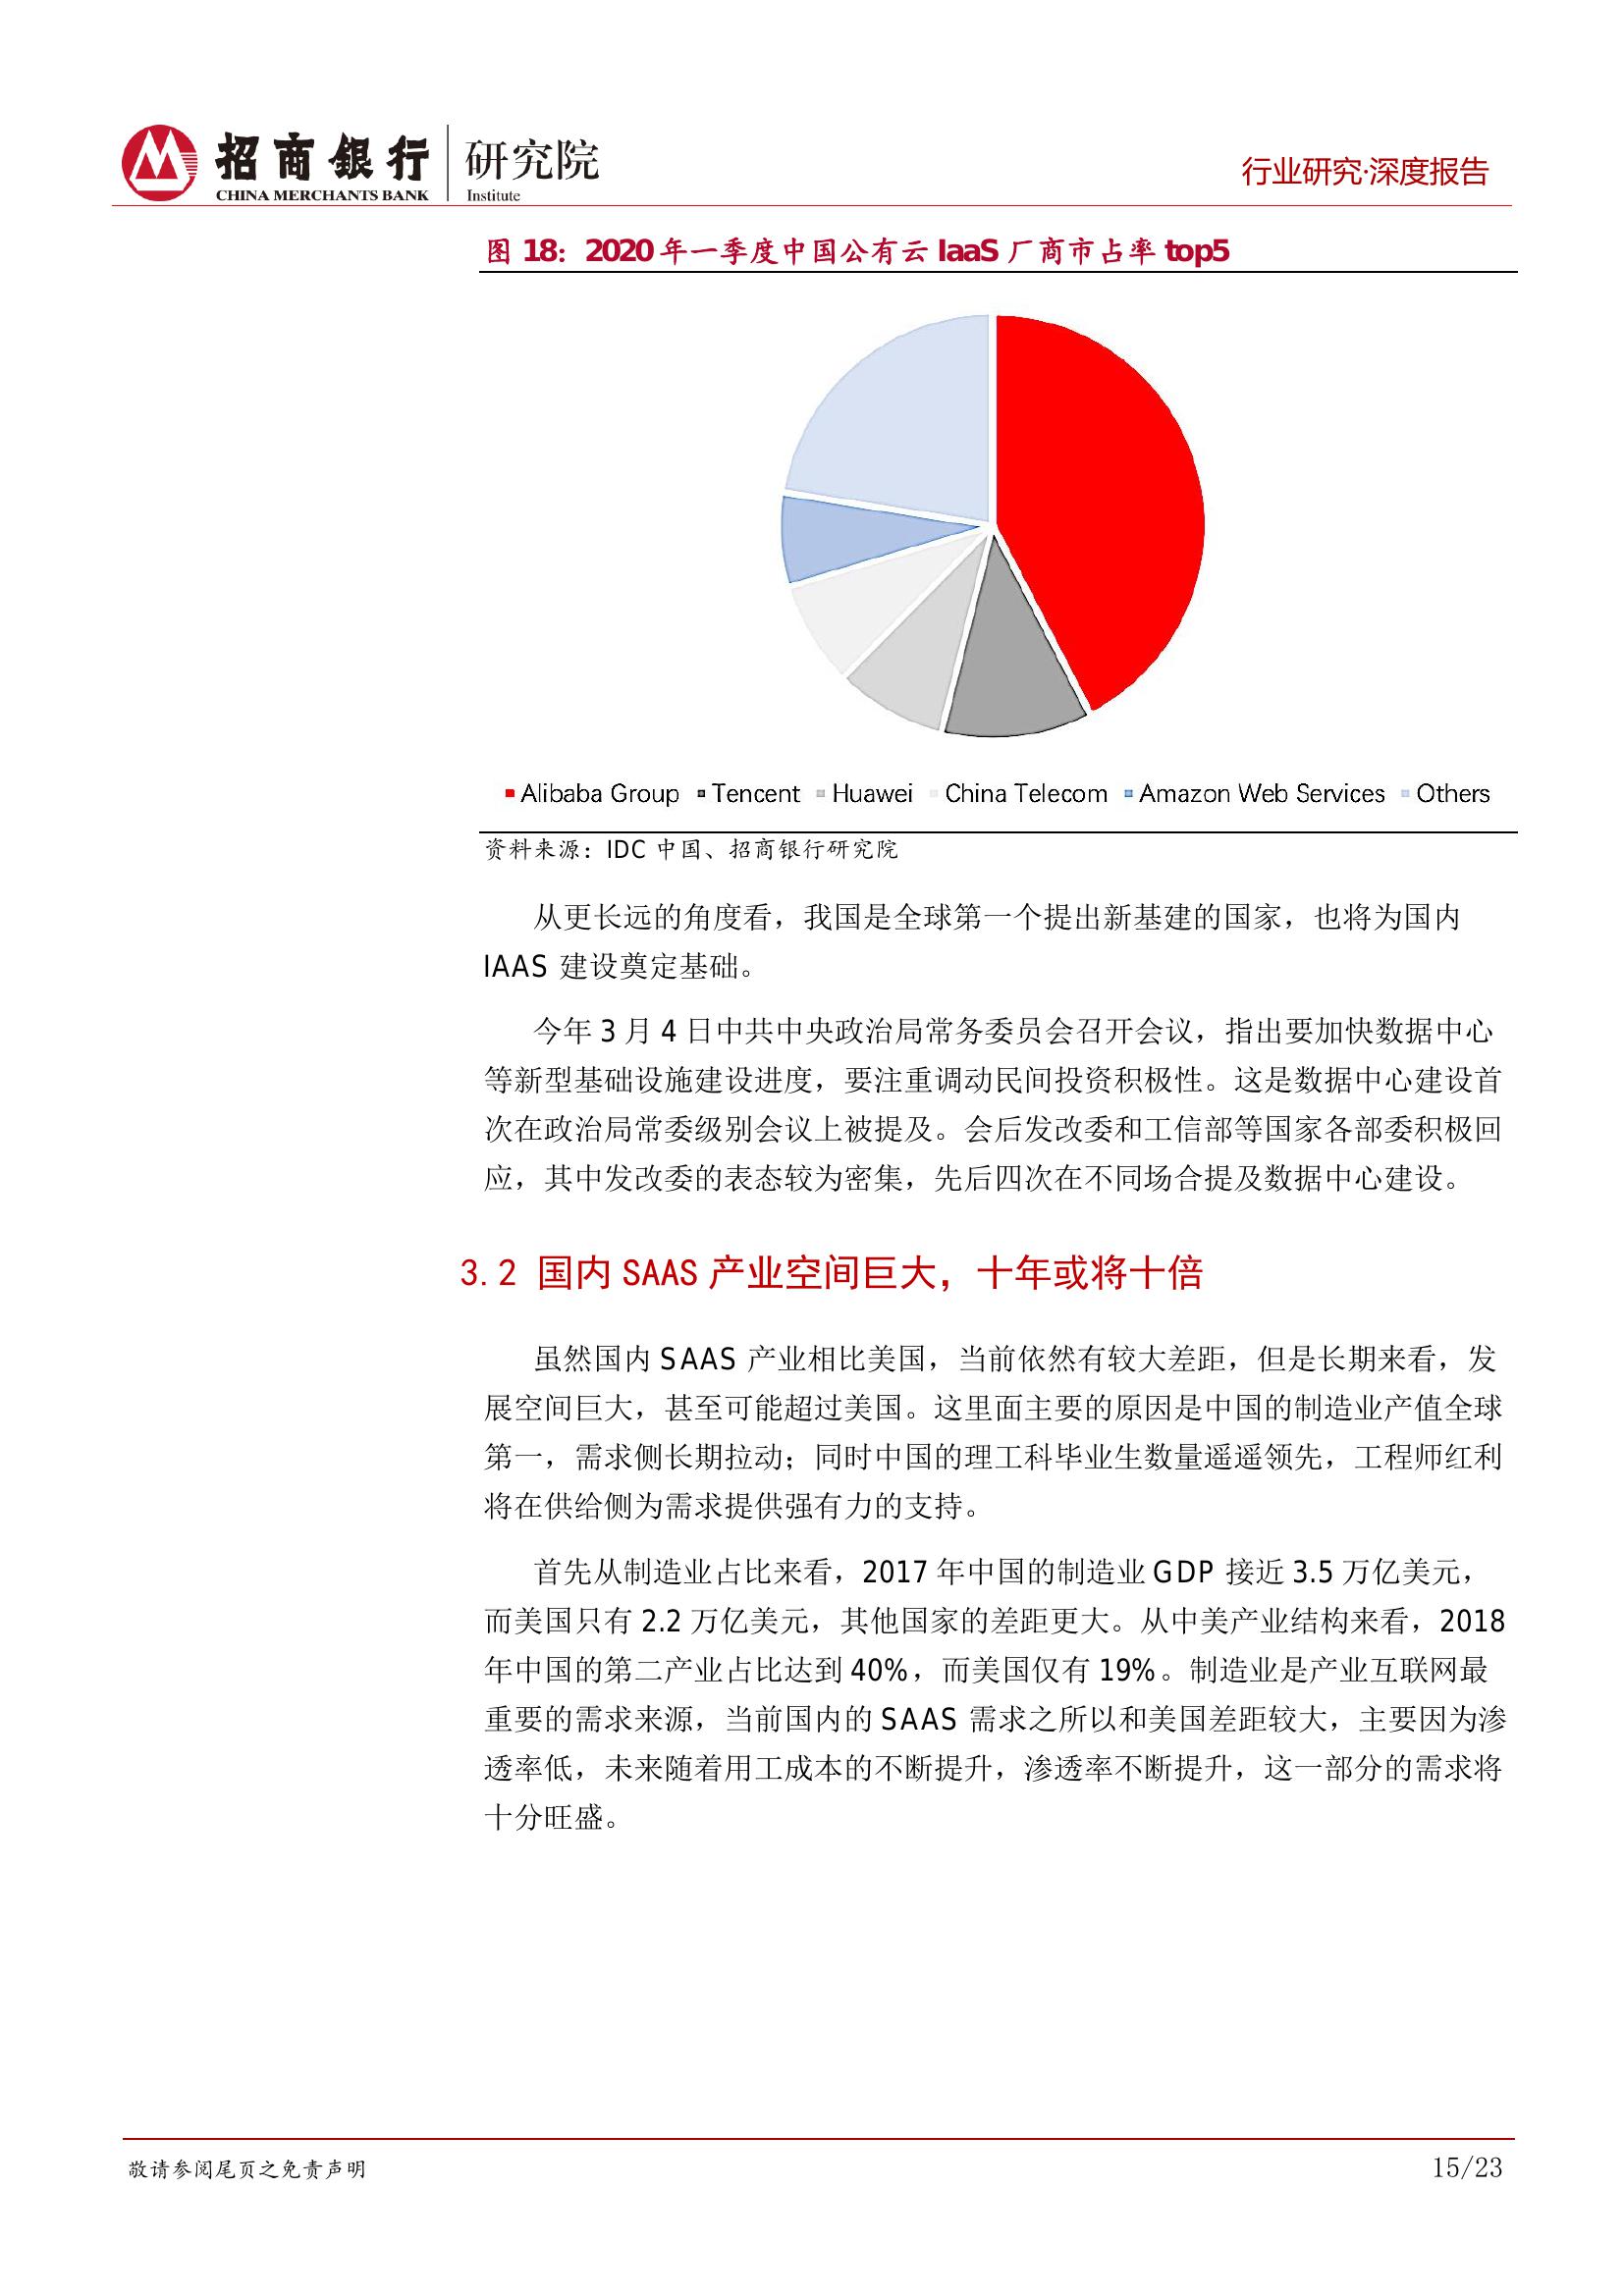 招商银行
CHINA MERCHANTS BANK
研究院
Institute
行业研究·深度报告
图 18：2020 年一季度中国公有云 IaaS 厂商市占率 top5
Alibaba Group Tencent Huawei China Telecom Amazon Web Services Others
资料来源：IDC 中国、招商银行研究院
从更长远的角度看，我国是全球第一个提出新基建的国家，也将为国内
IAAS 建设奠定基础。
今年 3 月 4 日中共中央政治局常务委员会召开会议，指出要加快数据中心
等新型基础设施建设进度，要注重调动民间投资积极性。这是数据中心建设首
次在政治局常委级别会议上被提及。会后发改委和工信部等国家各部委积极回
应，其中发改委的表态较为密集，先后四次在不同场合提及数据中心建设。
3.2 国内 SAAS 产业空间巨大，十年或将十倍
虽然国内 SAAS 产业相比美国，当前依然有较大差距，但是长期来看，发
展空间巨大，甚至可能超过美国。这里面主要的原因是中国的制造业产值全球
第一，需求侧长期拉动；同时中国的理工科毕业生数量遥遥领先，工程师红利
将在供给侧为需求提供强有力的支持。
首先从制造业占比来看，2017 年中国的制造业 GDP 接近 3.5 万亿美元，
而美国只有 2.2 万亿美元，其他国家的差距更大。从中美产业结构来看，2018
年中国的第二产业占比达到 40%，而美国仅有 19%。制造业是产业互联网最
重要的需求来源，当前国内的 SAAS 需求之所以和美国差距较大，主要因为渗
透率低，未来随着用工成本的不断提升，渗透率不断提升，这一部分的需求将
十分旺盛。
敬请参阅尾页之免责声明
15/23